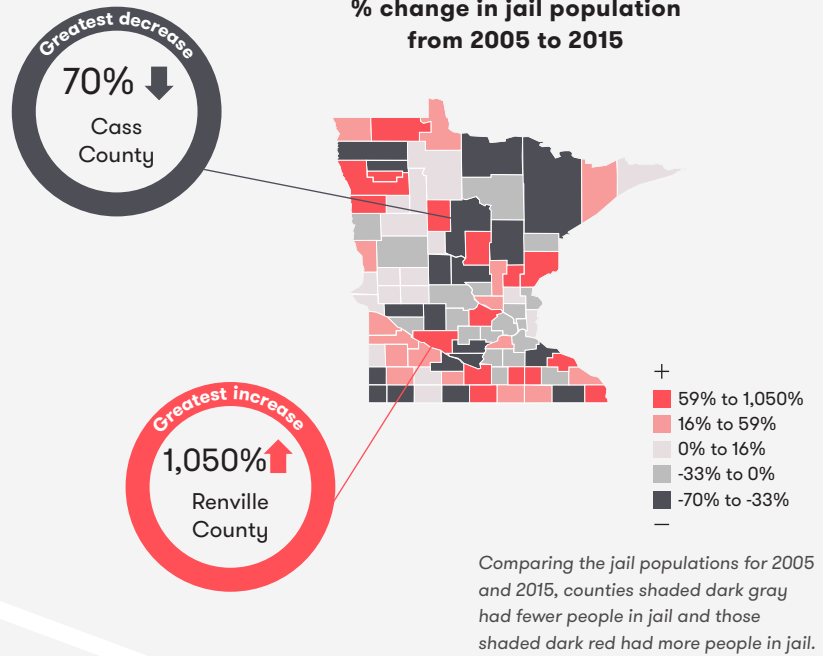 % change in jail population
from 2005 to 2015
Greatest decrease
70%
Cass
County
Greatest increase
1,050%
Renville
County
+
59% to 1,050%
16% to 59%
0% to 16%
-33% to 0%
-70% to -33%
—
Comparing the jail populations for 2005
and 2015, counties shaded dark gray
had fewer people in jail and those
shaded dark red had more people in jail.